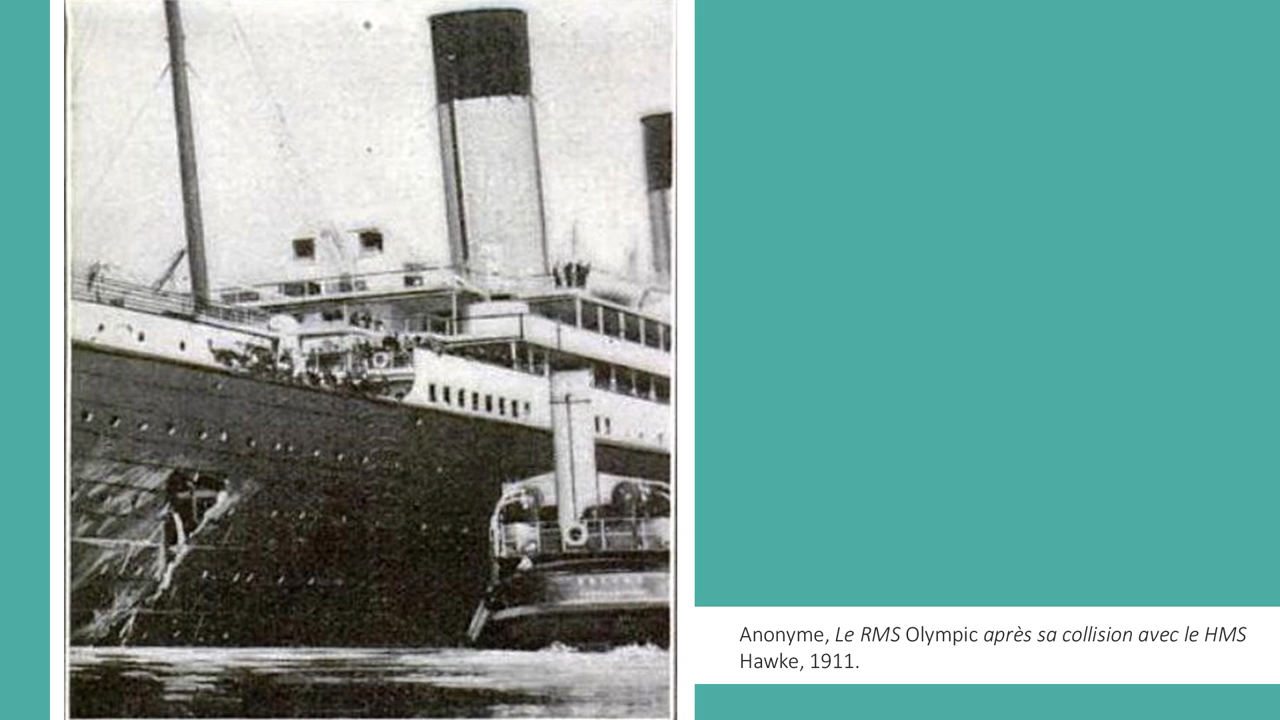 Anonyme, Le RMS Olympic après sa collision avec le HMS
Hawke, 1911.